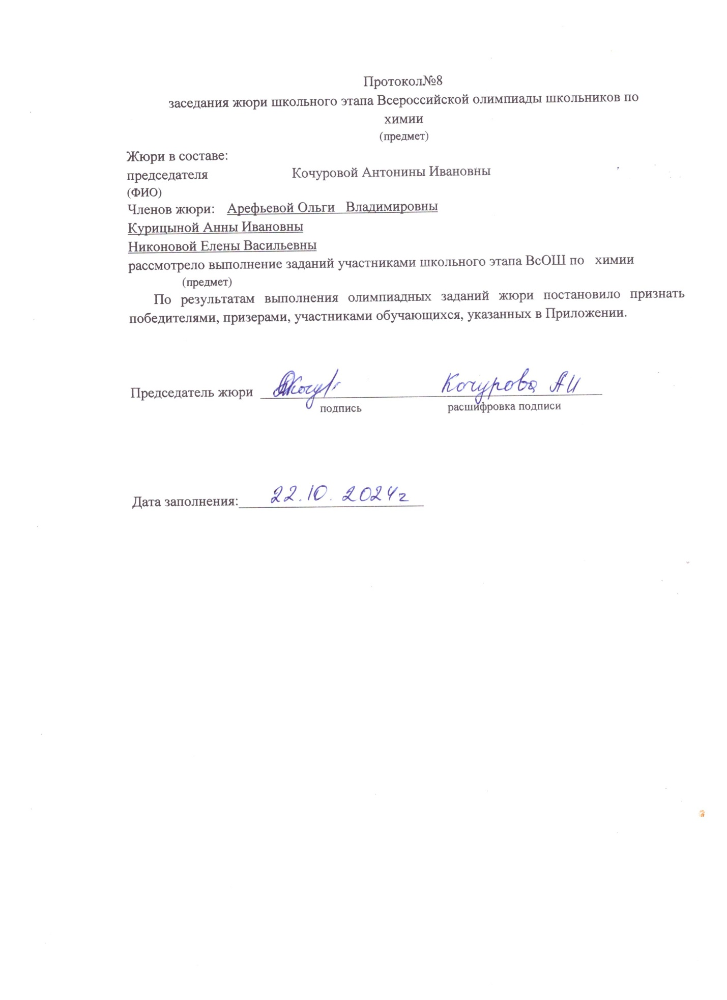 Протокол№8
заседания жюри школьного этапа Всероссийской олимпиады школьников по
химии
(предмет)
Жюри в составе:
председателя Кочуровой Антонины Ивановны
(ФИО)
Членов жюри: Арефьевой Ольги Владимировны
Курицыной Анны Ивановны
Никоновой Елены Васильевны
рассмотрело выполнение заданий участниками школьного этапа ВсОШ по химии
(предмет)
По результатам выполнения олимпиадных заданий жюри постановило признать
победителями, призерами, участниками обучающихся, указанных в Приложении.
Председатель жюри Кочурова АИ
подпись расшифровка подписи
Дата заполнения: 22.10.2024г